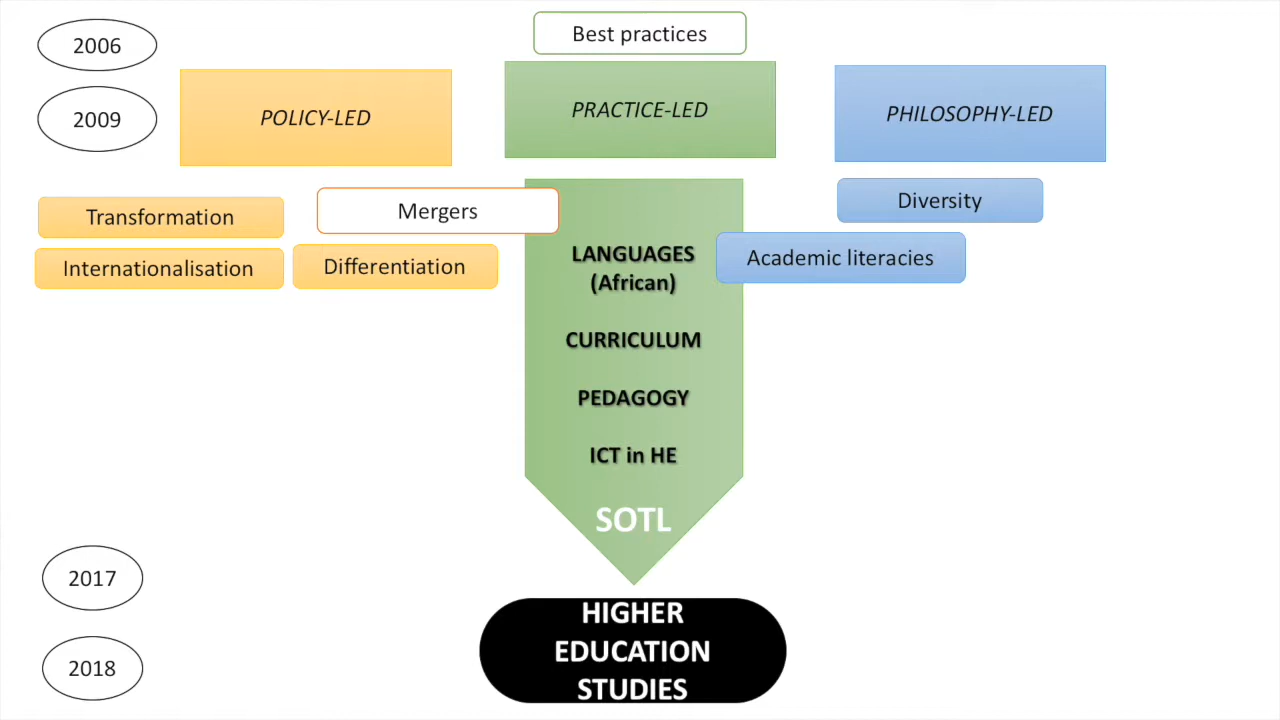 2006
Best practices
2009
POLICY-LED
PRACTICE-LED
PHILOSOPHY-LED
Transformation
Mergers
Diversity
Internationalisation
Differentiation
LANGUAGES
(African)
Academic literacies
CURRICULUM
PEDAGOGY
ICT in HE
SOTL
2017
2018
HIGHER
EDUCATION
STUDIES